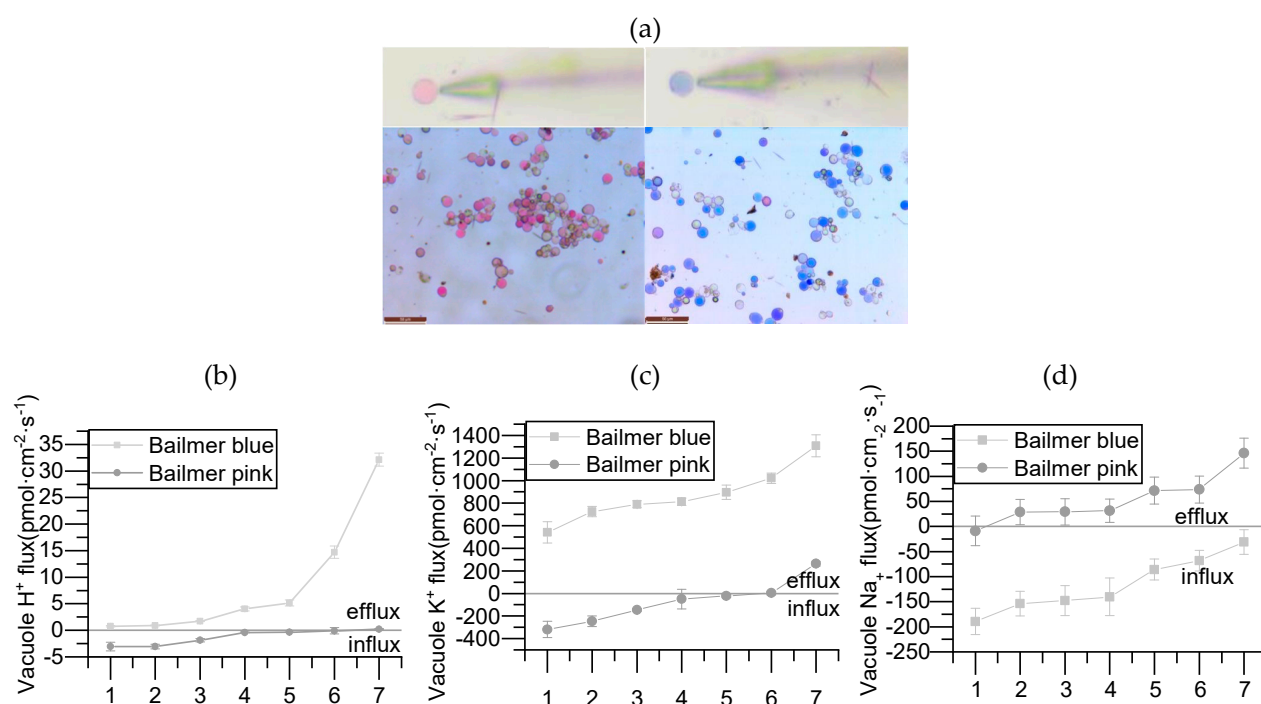 (a)
(b)
Vacuole H⁺ flux(pmol·cm⁻²·s⁻¹)
35
30
25
20
15
10
5
0
-5
Bailmer blue
Bailmer pink
efflux
influx
1 2 3 4 5 6 7
(c)
Vacuole K⁺ flux(pmol·cm⁻²·s⁻¹)
1400
1200
1000
800
600
400
200
0
-200
-400
Bailmer blue
Bailmer pink
efflux
influx
1 2 3 4 5 6 7
(d)
Vacuole Na₊ flux(pmol·cm₋₂·s₋₁)
200
150
100
50
0
-50
-100
-150
-200
-250
Bailmer blue
Bailmer pink
efflux
influx
1 2 3 4 5 6 7